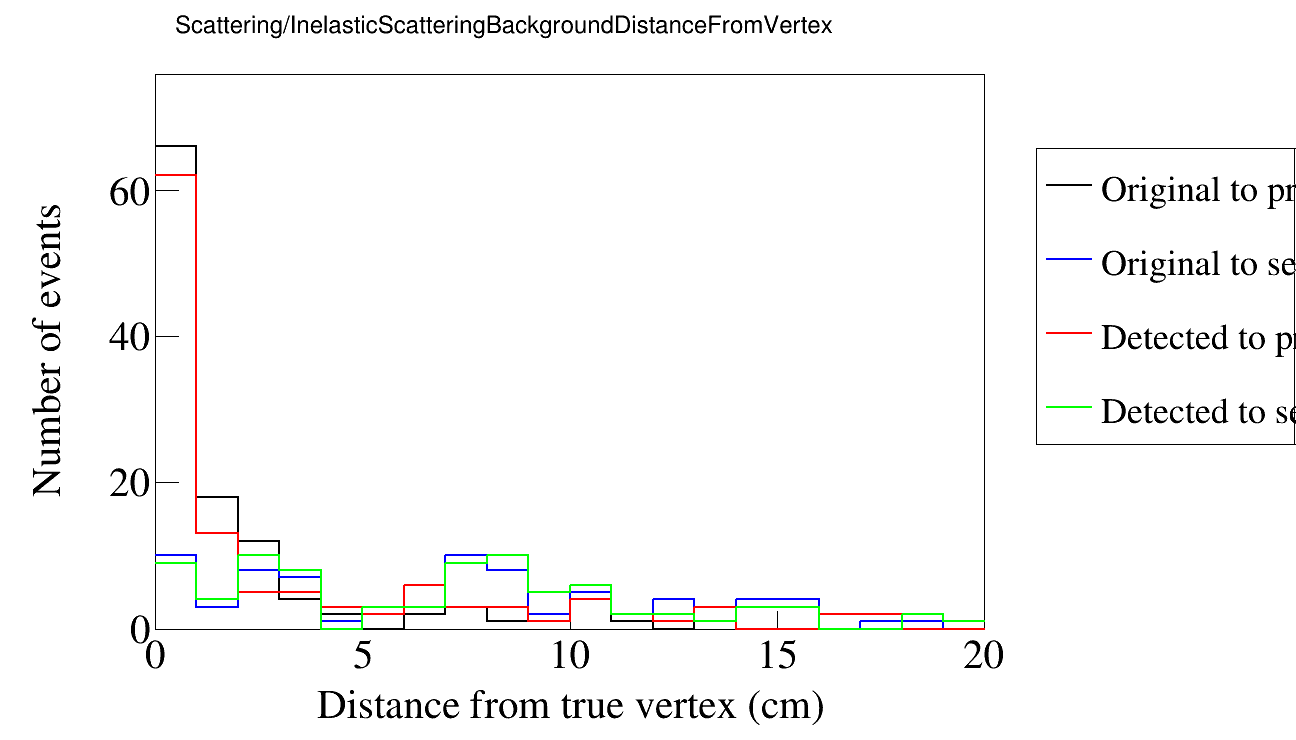 Scattering/InelasticScatteringBackgroundDistanceFromVertex
Number of events
60
40
20
0
0 5 10 15 20
Distance from true vertex (cm)
Original to pr
Original to se
Detected to pr
Detected to se